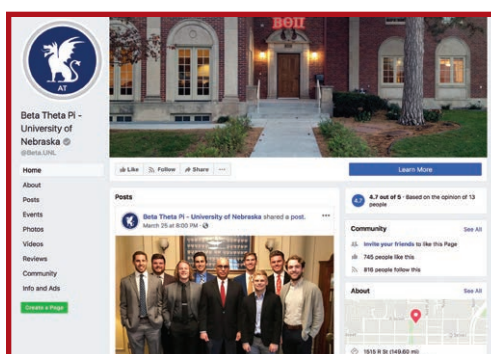 ΒΘΠ
AT
Beta Theta Pi -
University of
Nebraska
@Beta.UNL
Home
About
Posts
Events
Photos
Videos
Reviews
Community
Info and Ads
Create a Page
Like Follow Share ...
Learn More
Posts
Beta Theta Pi - University of Nebraska shared a post.
March 25 at 8:00 PM ·
4.7
4.7 out of 5 · Based on the opinion of 13
people
Community See All
Invite your friends to like this Page
745 people like this
816 people follow this
About See All
1515 R St (149.60 mi)